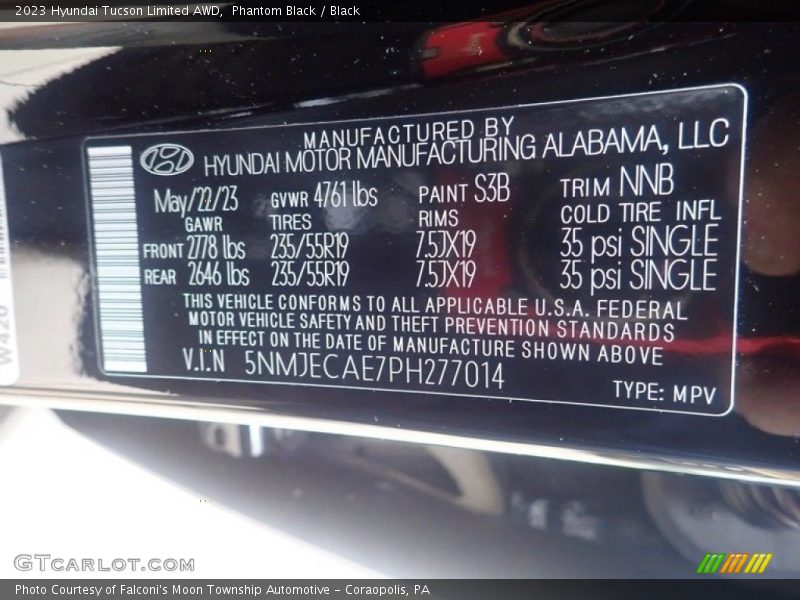 2023 Hyundai Tucson Limited AWD, Phantom Black / Black
MANUFACTURED BY
HYUNDAI MOTOR MANUFACTURING ALABAMA, LLC
May/22/23 GVWR 4761 lbs PAINT S3B TRIM NNB
GAWR TIRES RIMS COLD TIRE INFL
FRONT 2778 lbs 235/55R19 7.5JX19 35 psi SINGLE
REAR 2646 lbs 235/55R19 7.5JX19 35 psi SINGLE
THIS VEHICLE CONFORMS TO ALL APPLICABLE U.S.A. FEDERAL
MOTOR VEHICLE SAFETY AND THEFT PREVENTION STANDARDS
IN EFFECT ON THE DATE OF MANUFACTURE SHOWN ABOVE
V.I.N 5NMJECAE7PH277014
TYPE: MPV
W420
GTCARLOT.COM
Photo Courtesy of Falconi's Moon Township Automotive - Coraopolis, PA